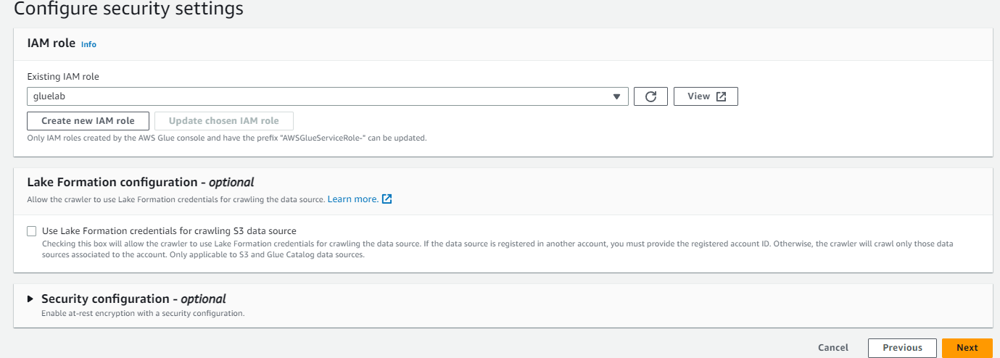 Configure security settings
IAM role Info
Existing IAM role
gluelab
View
Create new IAM role Update chosen IAM role
Only IAM roles created by the AWS Glue console and have the prefix "AWSGlueServiceRole-" can be updated.
Lake Formation configuration - optional
Allow the crawler to use Lake Formation credentials for crawling the data source. Learn more.
Use Lake Formation credentials for crawling S3 data source
Checking this box will allow the crawler to use Lake Formation credentials for crawling the data source. If the data source is registered in another account, you must provide the registered account ID. Otherwise, the crawler will crawl only those data
sources associated to the account. Only applicable to S3 and Glue Catalog data sources.
Security configuration - optional
Enable at-rest encryption with a security configuration.
Cancel Previous Next